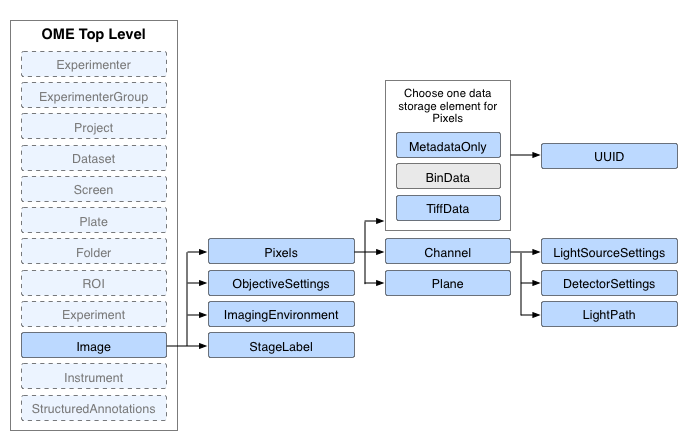 OME Top Level
Experimenter
ExperimenterGroup
Project
Dataset
Screen
Plate
Folder
ROI
Experiment
Image
Instrument
StructuredAnnotations
Pixels
ObjectiveSettings
ImagingEnvironment
StageLabel
Choose one data
storage element for
Pixels
MetadataOnly
BinData
TiffData
Channel
Plane
UUID
LightSourceSettings
DetectorSettings
LightPath